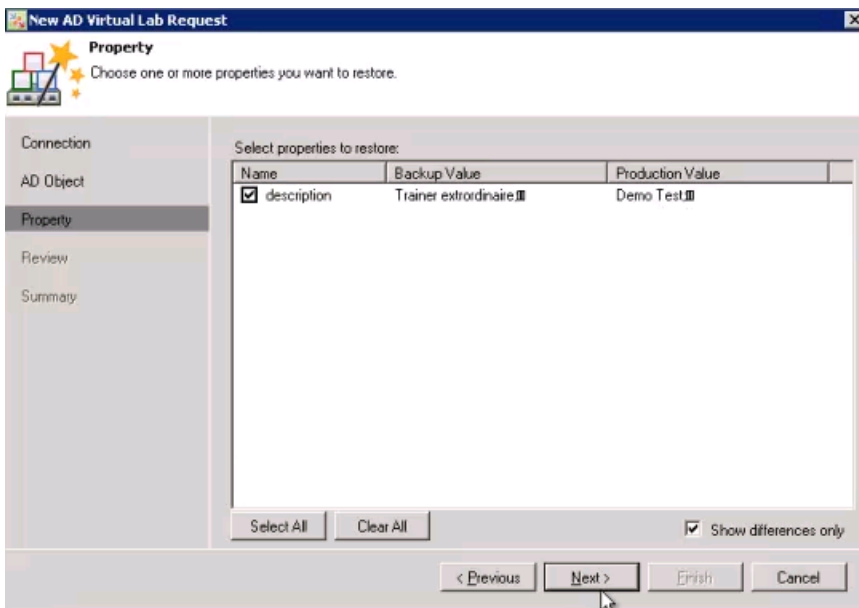 New AD Virtual Lab Request
Property
Choose one or more properties you want to restore.
Connection
AD Object
Property
Review
Summary
Select properties to restore:
Name Backup Value Production Value
description Trainer extrordinaire Demo Test
Select All Clear All Show differences only
< Previous Next > Finish Cancel